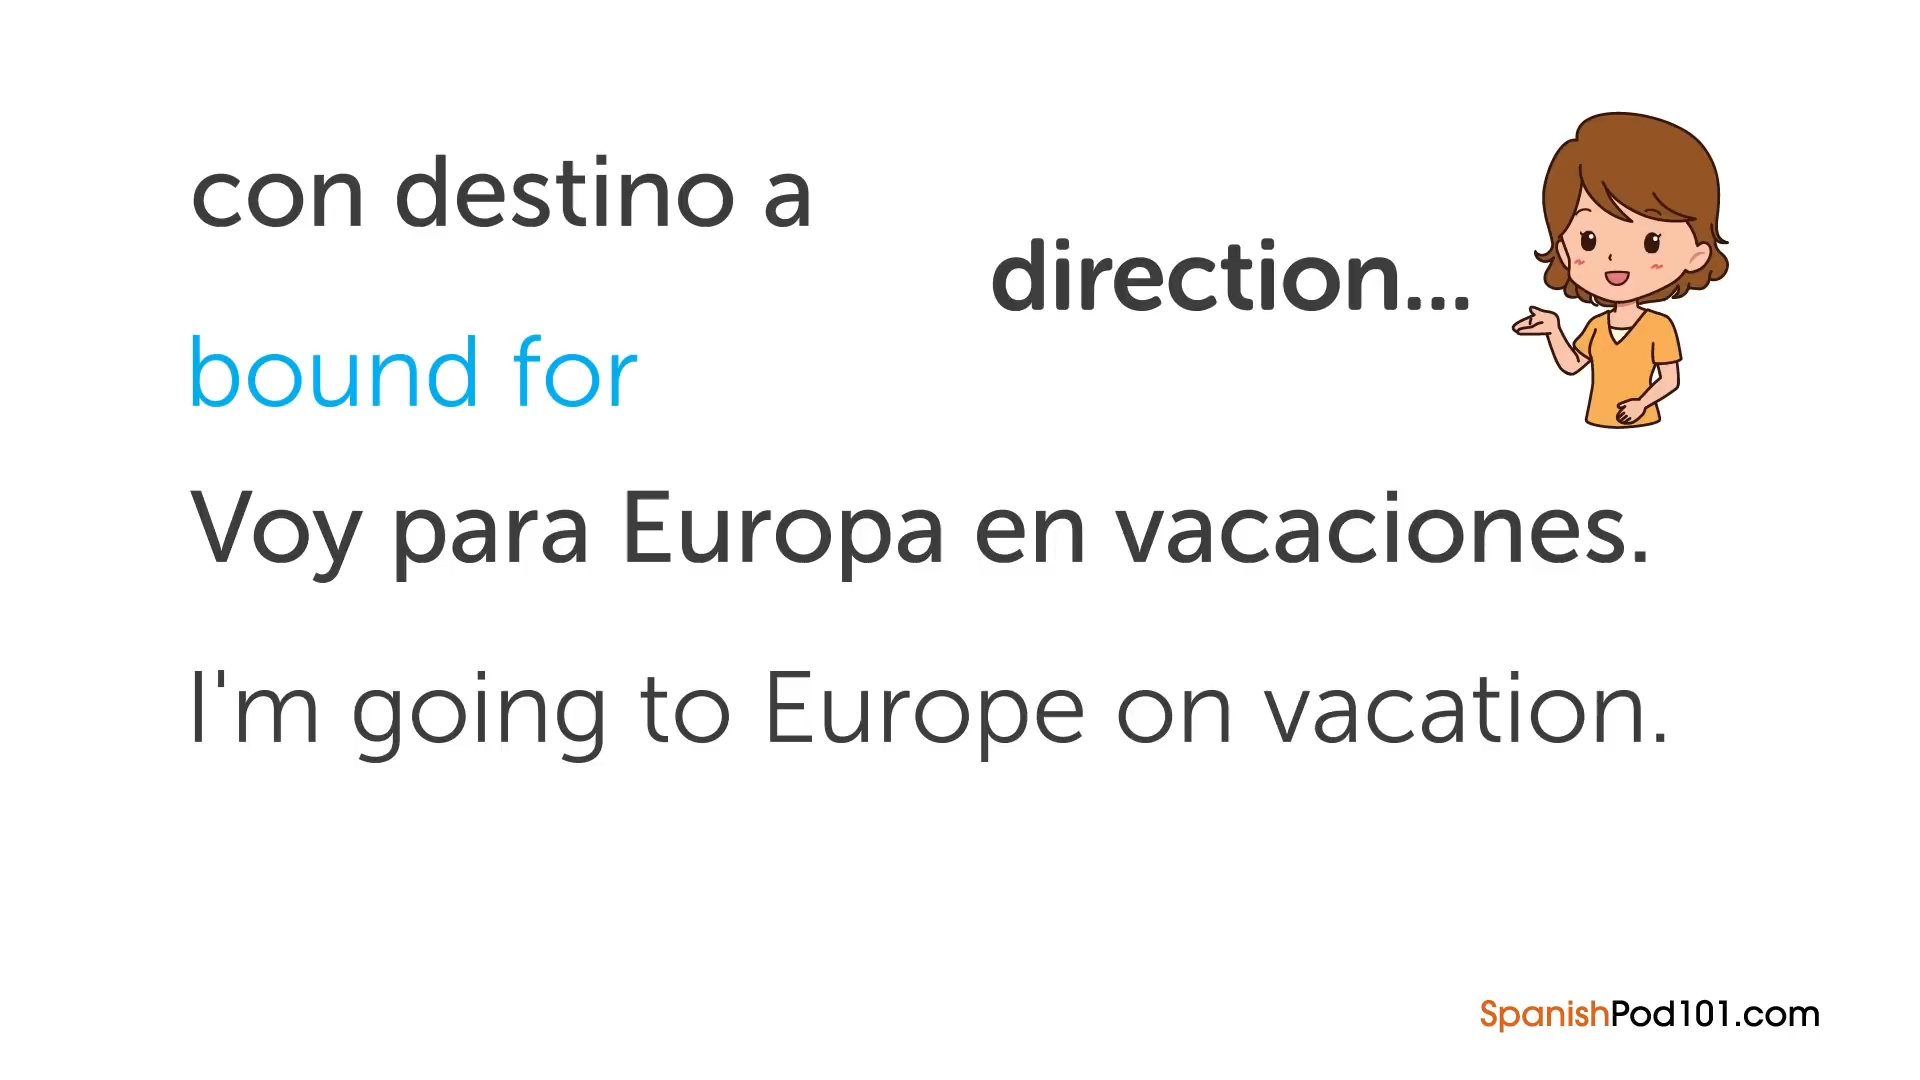 con destino a
direction...
bound for
Voy para Europa en vacaciones.
I'm going to Europe on vacation.
SpanishPod101.com